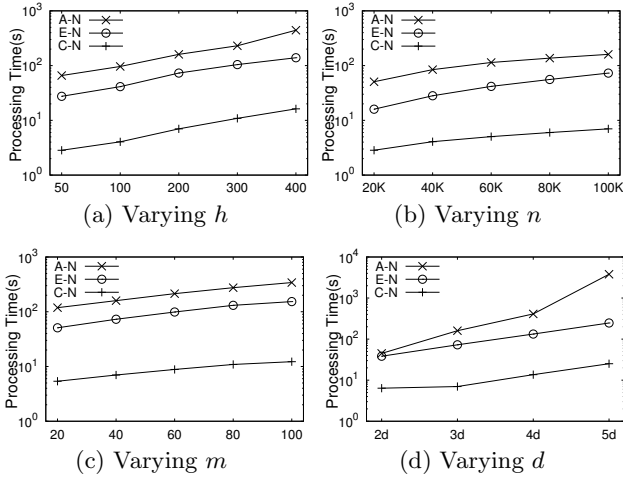 Processing Time(s)
10^3
10^2
10^1
10^0
A-N
E-N
C-N
50 100 200 300 400
(a) Varying h
Processing Time(s)
10^3
10^2
10^1
10^0
A-N
E-N
C-N
20K 40K 60K 80K 100K
(b) Varying n
Processing Time(s)
10^3
10^2
10^1
10^0
A-N
E-N
C-N
20 40 60 80 100
(c) Varying m
Processing Time(s)
10^4
10^3
10^2
10^1
10^0
A-N
E-N
C-N
2d 3d 4d 5d
(d) Varying d